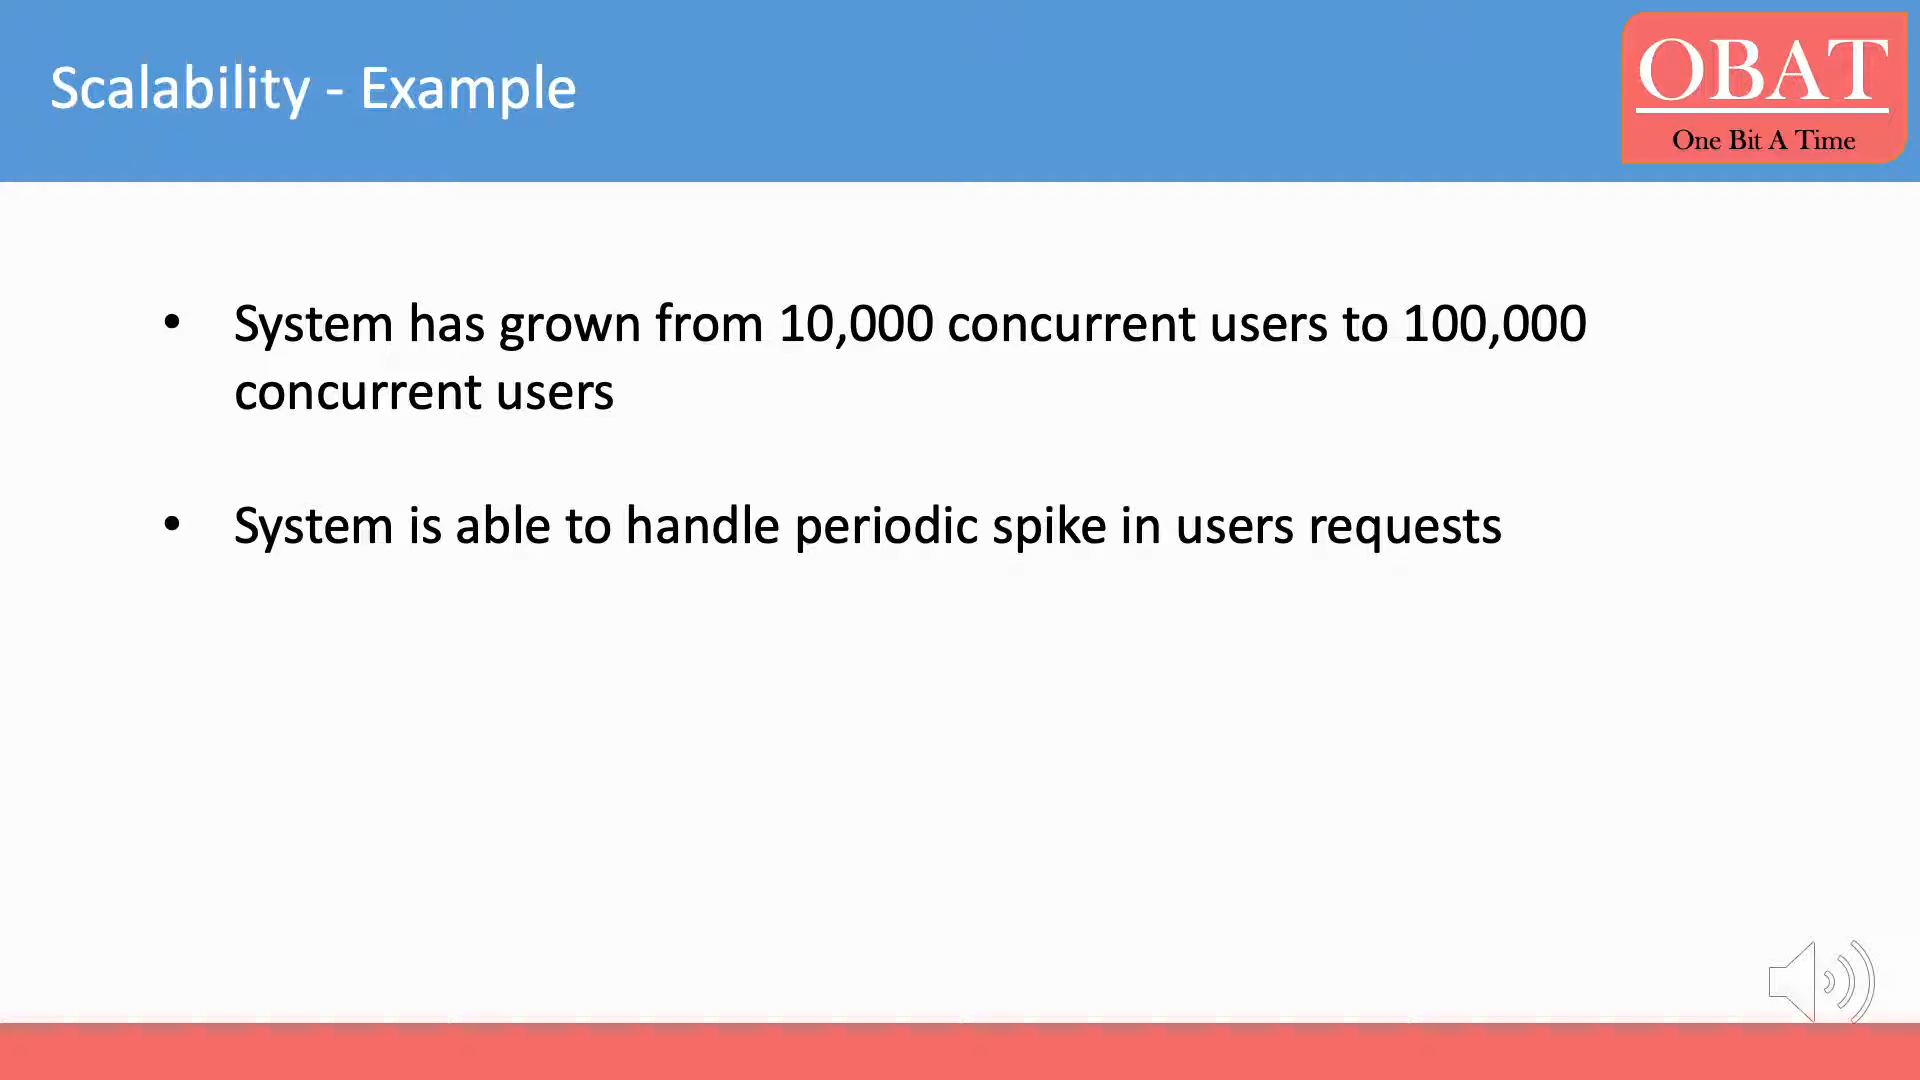 Scalability - Example
OBAT
One Bit A Time
• System has grown from 10,000 concurrent users to 100,000
concurrent users
• System is able to handle periodic spike in users requests